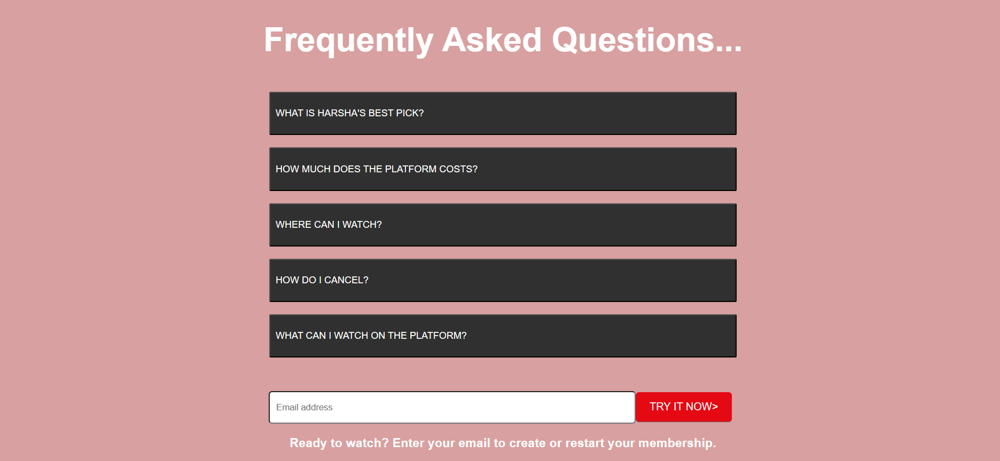 Frequently Asked Questions...
WHAT IS HARSHA'S BEST PICK?
HOW MUCH DOES THE PLATFORM COSTS?
WHERE CAN I WATCH?
HOW DO I CANCEL?
WHAT CAN I WATCH ON THE PLATFORM?
Email address
TRY IT NOW>
Ready to watch? Enter your email to create or restart your membership.